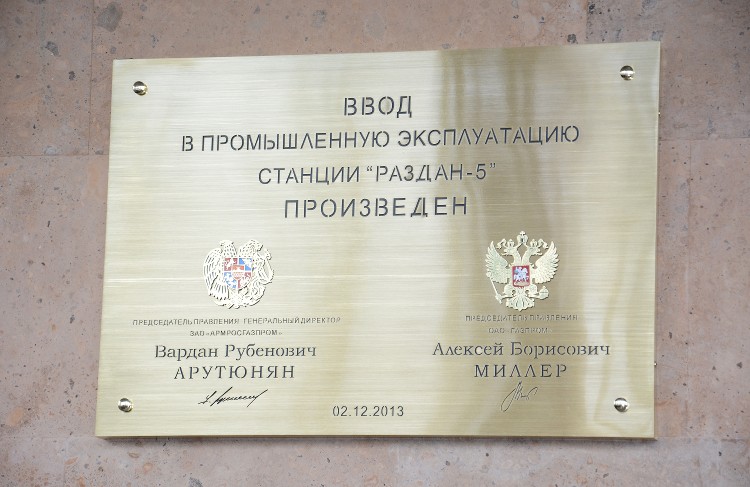 ВВОД
В ПРОМЫШЛЕННУЮ ЭКСПЛУАТАЦИЮ
СТАНЦИИ "РАЗДАН-5"
ПРОИЗВЕДЕН
ПРЕДСЕДАТЕЛЬ ПРАВЛЕНИЯ ГЕНЕРАЛЬНЫЙ ДИРЕКТОР
ЗАО «АРМРОСГАЗПРОМ»
Вардан Рубенович
АРУТЮНЯН
ПРЕДСЕДАТЕЛЬ ПРАВЛЕНИЯ
ОАО «ГАЗПРОМ»
Алексей Борисович
МИЛЛЕР
02.12.2013